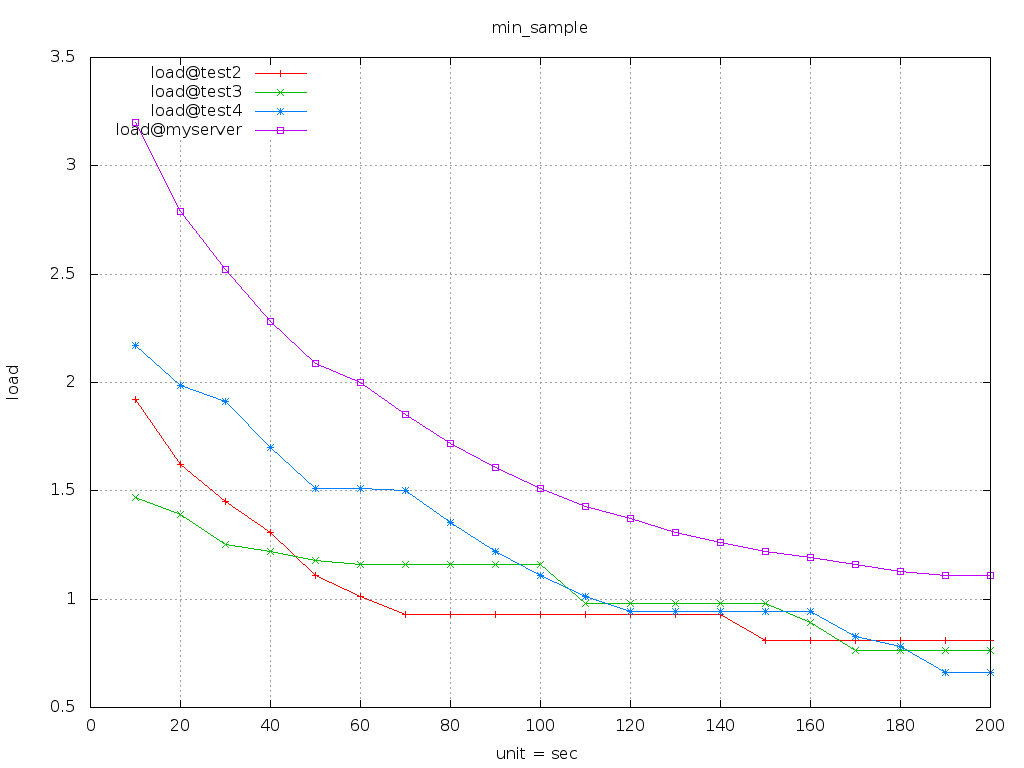 min_sample
3.5
load@test2
load@test3
load@test4
load@myserver
3
2.5
2
load
1.5
1
0.5
0 20 40 60 80 100 120 140 160 180 200
unit = sec